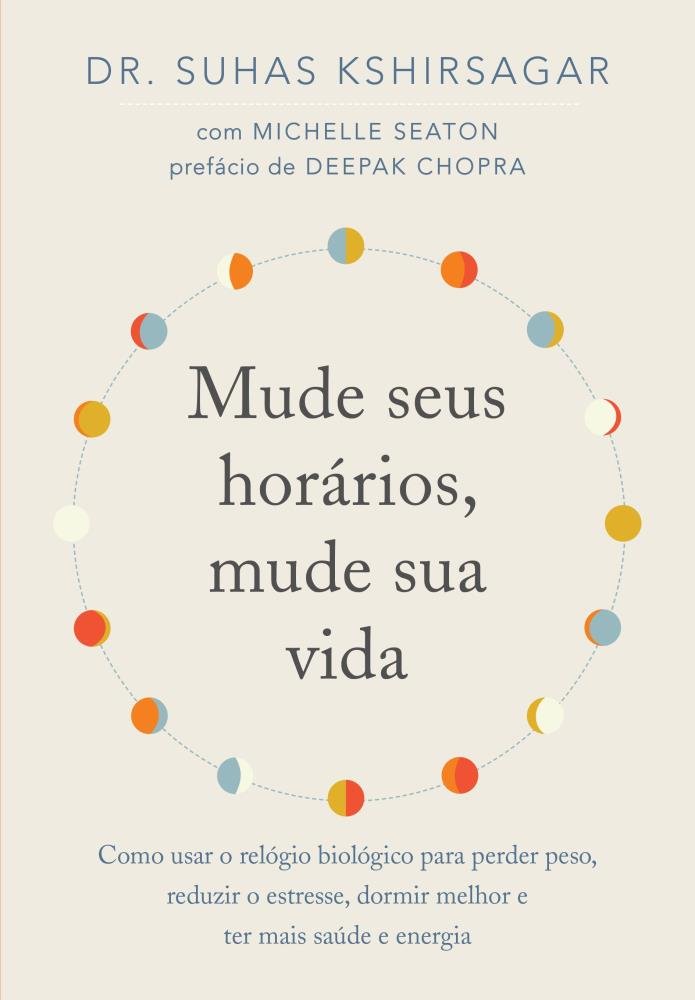 DR. SUHAS KSHIRSAGAR
com MICHELLE SEATON
prefácio de DEEPAK CHOPRA
Mude seus
horários,
mude sua
vida
Como usar o relógio biológico para perder peso,
reduzir o estresse, dormir melhor e
ter mais saúde e energia